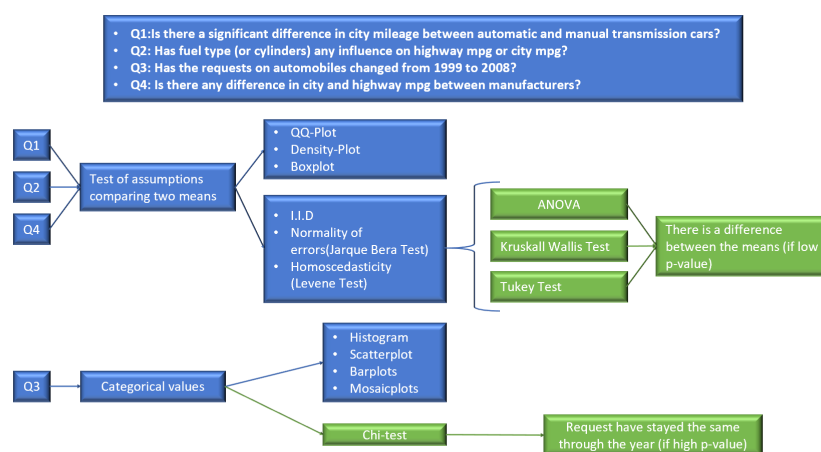 • Q1:Is there a significant difference in city mileage between automatic and manual transmission cars?
• Q2: Has fuel type (or cylinders) any influence on highway mpg or city mpg?
• Q3: Has the requests on automobiles changed from 1999 to 2008?
• Q4: Is there any difference in city and highway mpg between manufacturers?
Q1
Q2
Q4
Test of assumptions
comparing two means
• QQ-Plot
• Density-Plot
• Boxplot
• I.I.D
• Normality of
errors(Jarque Bera Test)
• Homoscedasticity
(Levene Test)
ANOVA
Kruskall Wallis Test
Tukey Test
There is a difference
between the means (if low
p-value)
Q3
Categorical values
• Histogram
• Scatterplot
• Barplots
• Mosaicplots
Chi-test
Request have stayed the same
through the year (if high p-value)